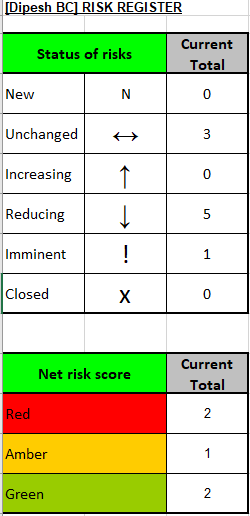 [Dipesh BC] RISK REGISTER
Status of risks Current Total
New N 0
Unchanged ↔ 3
Increasing ↑ 0
Reducing ↓ 5
Imminent ! 1
Closed X 0
Net risk score Current Total
Red 2
Amber 1
Green 2